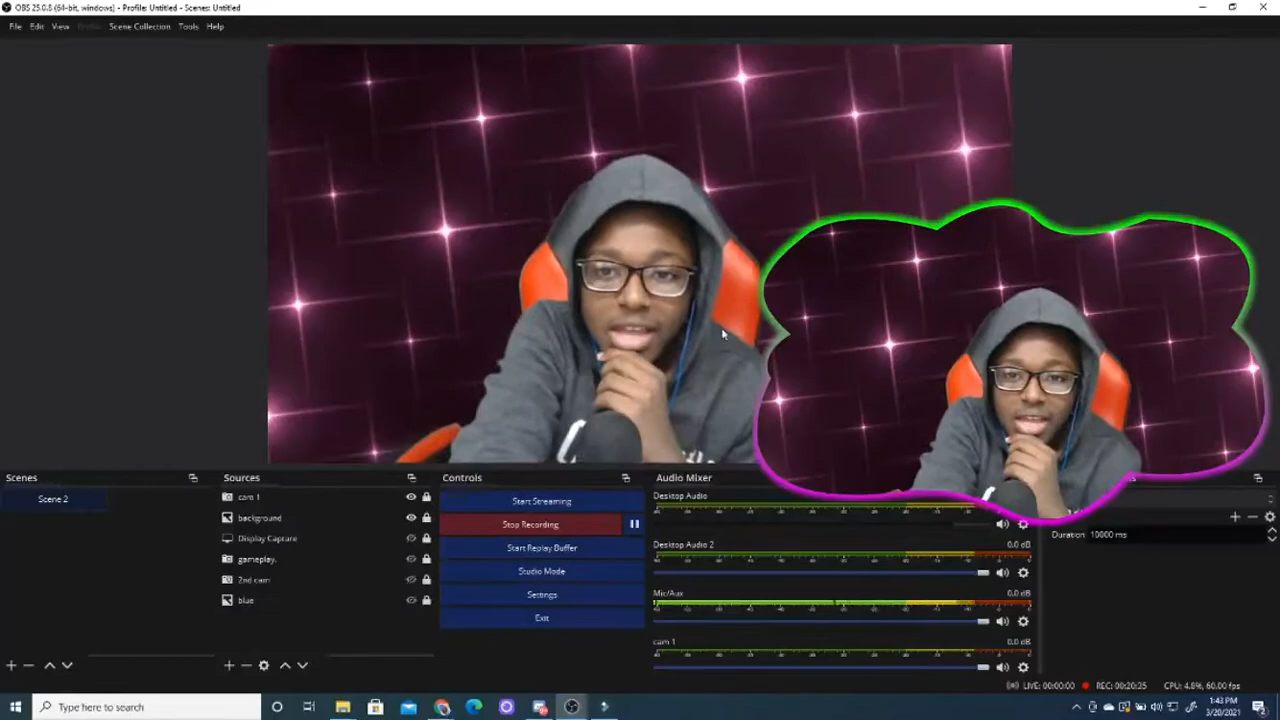 OBS 25.0.8 (64-bit, windows) - Profile: Untitled - Scenes: Untitled
File Edit View Profile Scene Collection Tools Help
Scenes
Scene 2
Sources
cam 1
background
Display Capture
gameplay.
2nd cam
blue
Controls
Start Streaming
Stop Recording
Start Replay Buffer
Studio Mode
Settings
Exit
Audio Mixer
Desktop Audio
Desktop Audio 2 0.0 dB
Mic/Aux 0.0 dB
cam 1 0.0 dB
Duration 10000 ms
LIVE: 00:00:00 REC: 00:20:25 CPU: 4.8%, 60.00 fps
Type here to search
1:43 PM
3/20/2021
2